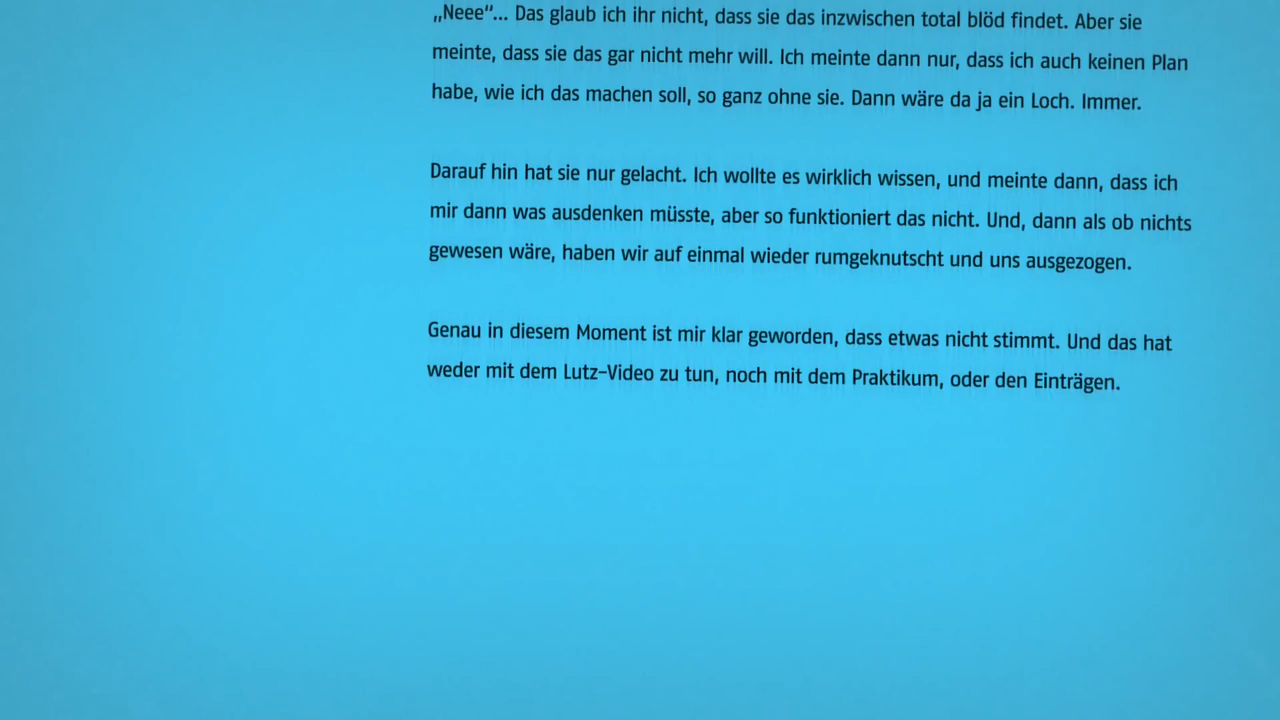 „Neee“... Das glaub ich ihr nicht, dass sie das inzwischen total blöd findet. Aber sie
meinte, dass sie das gar nicht mehr will. Ich meinte dann nur, dass ich auch keinen Plan
habe, wie ich das machen soll, so ganz ohne sie. Dann wäre da ja ein Loch. Immer.
Darauf hin hat sie nur gelacht. Ich wollte es wirklich wissen, und meinte dann, dass ich
mir dann was ausdenken müsste, aber so funktioniert das nicht. Und, dann als ob nichts
gewesen wäre, haben wir auf einmal wieder rumgeknutscht und uns ausgezogen.
Genau in diesem Moment ist mir klar geworden, dass etwas nicht stimmt. Und das hat
weder mit dem Lutz-Video zu tun, noch mit dem Praktikum, oder den Einträgen.